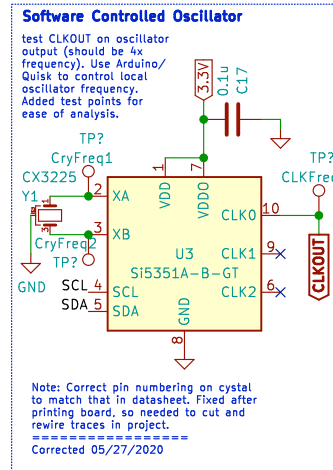 Software Controlled Oscillator
test CLKOUT on oscillator
output (should be 4x
frequency). Use Arduino/
Quisk to control local
oscillator frequency.
Added test points for
ease of analysis.
3.3V
0.1u
C17
TP?
CryFreq1
CX3225
Y1
1
3
CryFreq2
TP?
GND
SCL
SDA
2
3
4
5
XA
XB
SCL
SDA
1
7
VDD
VDDO
U3
Si5351A-B-GT
GND
8
CLK0
CLK1
CLK2
10
9
6
TP?
CLKFre
CLKOUT
Note: Correct pin numbering on cystal
to match that in datasheet. Fixed after
printing board, so needed to cut and
rewire traces in project.
=================
Corrected 05/27/2020